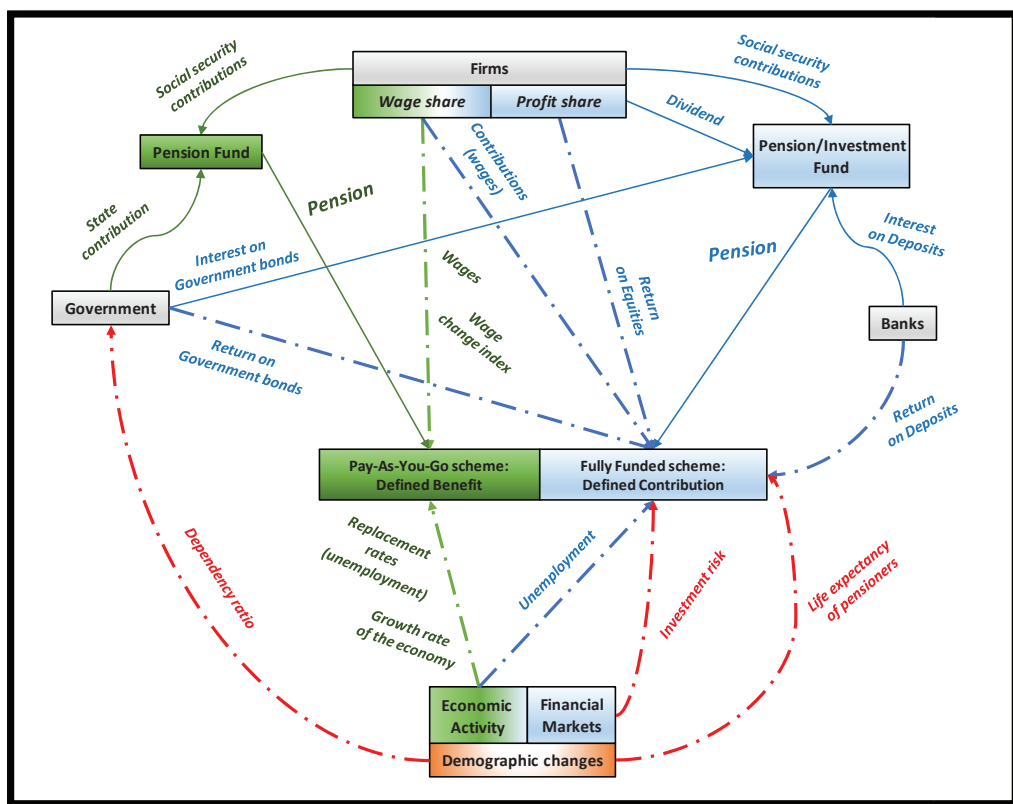 Firms
Wage share
Profit share
Social security
contributions
Social security
contributions
Dividend
Pension Fund
Pension/Investment
Fund
Contributions
(wages)
Pension
State
contribution
Interest on
Government bonds
Wages
Return
on Equities
Pension
Interest
on Deposits
Government
Banks
Wage
change index
Return on
Government bonds
Return
on Deposits
Pay-As-You-Go scheme:
Defined Benefit
Fully Funded scheme:
Defined Contribution
Dependency ratio
Replacement
rates
(unemployment)
Unemployment
Investment risk
Life expectancy
of pensioners
Growth rate
of the economy
Economic
Activity
Financial
Markets
Demographic changes